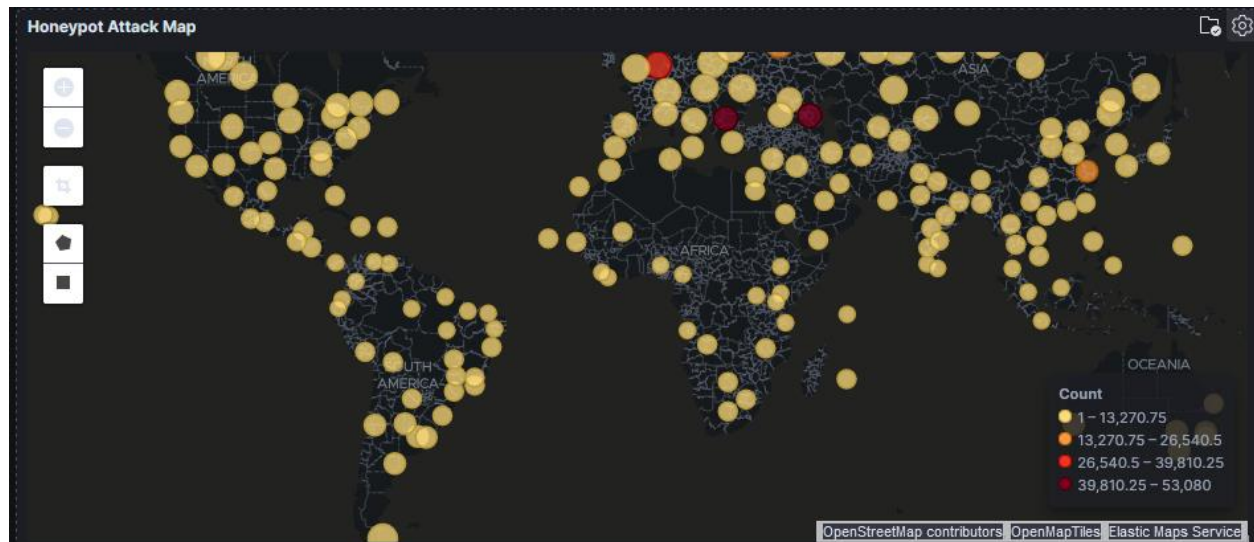 Honeypot Attack Map
AMERICA
ASIA
AFRICA
SOUTH
AMERICA
OCEANIA
Count
1 – 13,270.75
13,270.75 – 26,540.5
26,540.5 – 39,810.25
39,810.25 – 53,080
OpenStreetMap contributors OpenMapTiles Elastic Maps Service